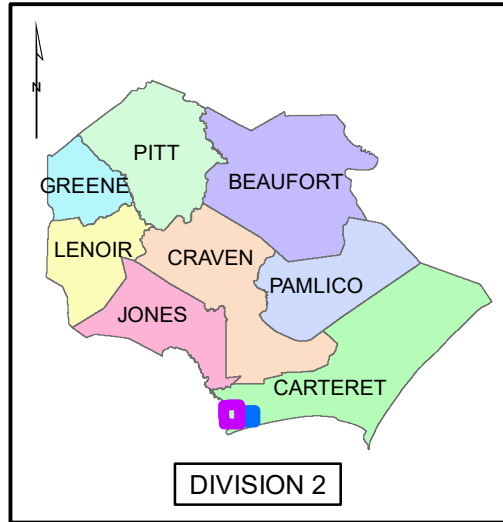 N
PITT
GREENE
BEAUFORT
LENOIR
CRAVEN
PAMLICO
JONES
CARTERET
DIVISION 2